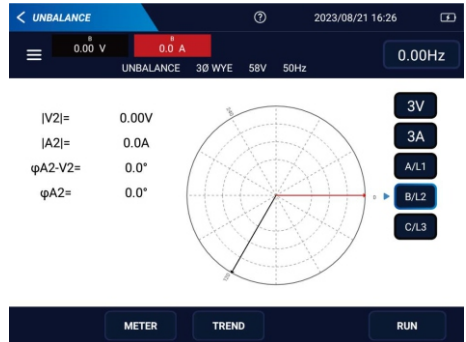 UNBALANCE
2023/08/21 16:26
B
0.00 V
B
0.0 A
0.00Hz
UNBALANCE 3Ø WYE 58V 50Hz
|V2|= 0.00V
|A2|= 0.0A
φA2-V2= 0.0°
φA2= 0.0°
240
0
3V
3A
A/L1
B/L2
C/L3
METER TREND RUN